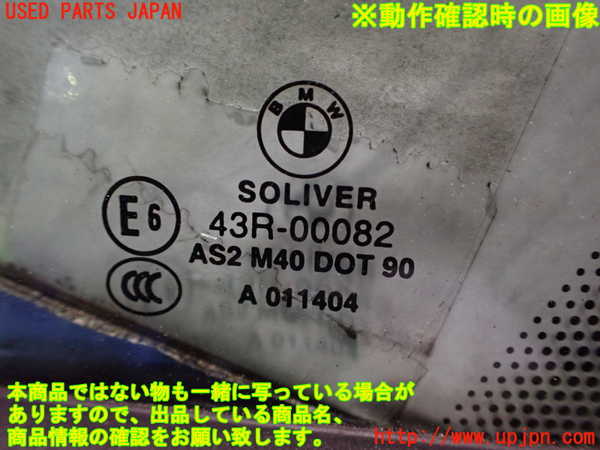 USED PARTS JAPAN
※動作確認時の画像
BMW
SOLIVER
E6
43R-00082
AS2 M40 DOT 90
CCC
A 011404
A 011404
本商品ではない物も一緒に写っている場合が
ありますので、出品している商品名、
商品情報の確認をお願い致します。
http://www.upjpn.com/